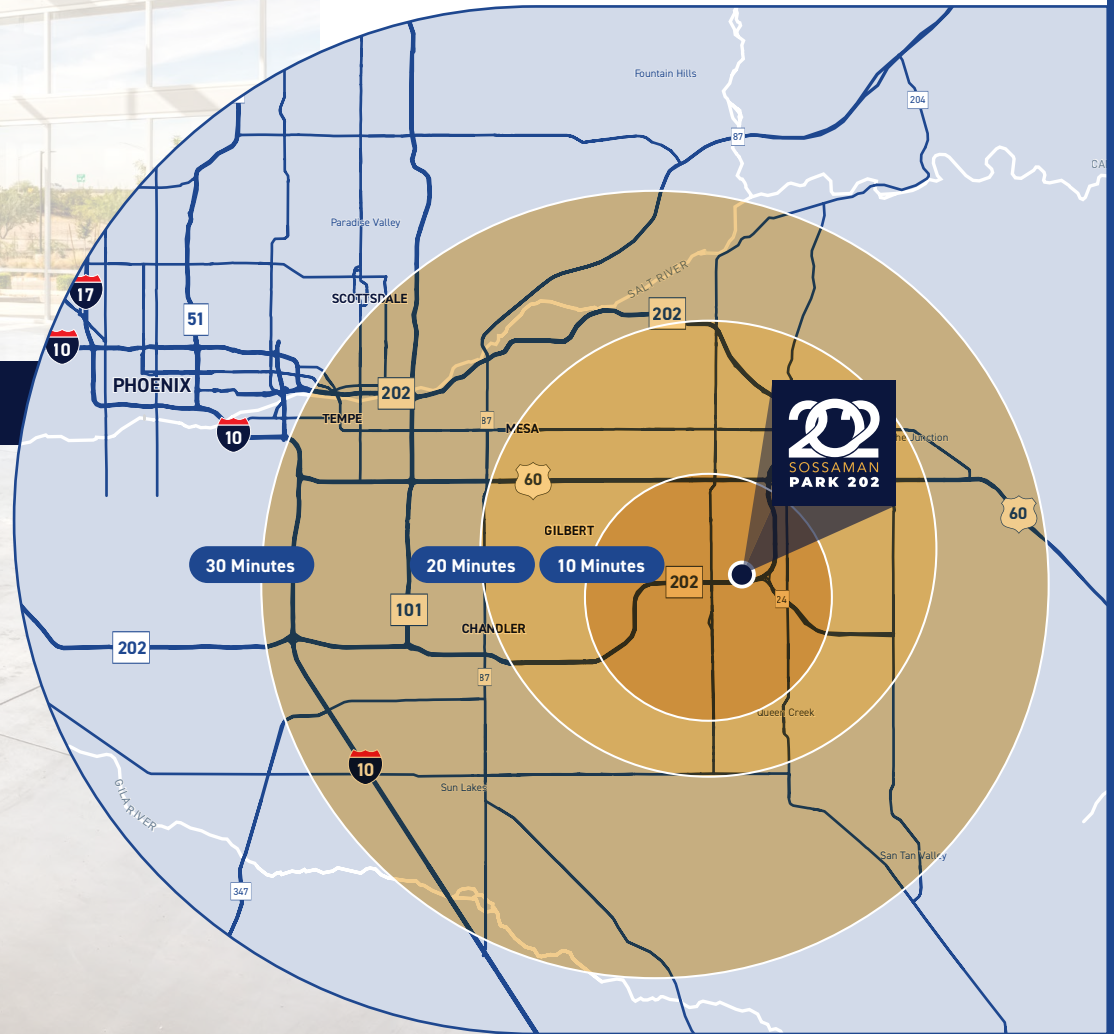 Fountain Hills
204
87
CA
Paradise Valley
SALT RIVER
17
SCOTTSDALE
51
202
10
PHOENIX
202
TEMPE
87
MESA
10
202
SOSSAMAN
PARK 202
he Junction
60
60
GILBERT
30 Minutes
20 Minutes
10 Minutes
202
24
101
CHANDLER
202
87
Queen Creek
10
Sun Lakes
GILA RIVER
San Tan Valley
347